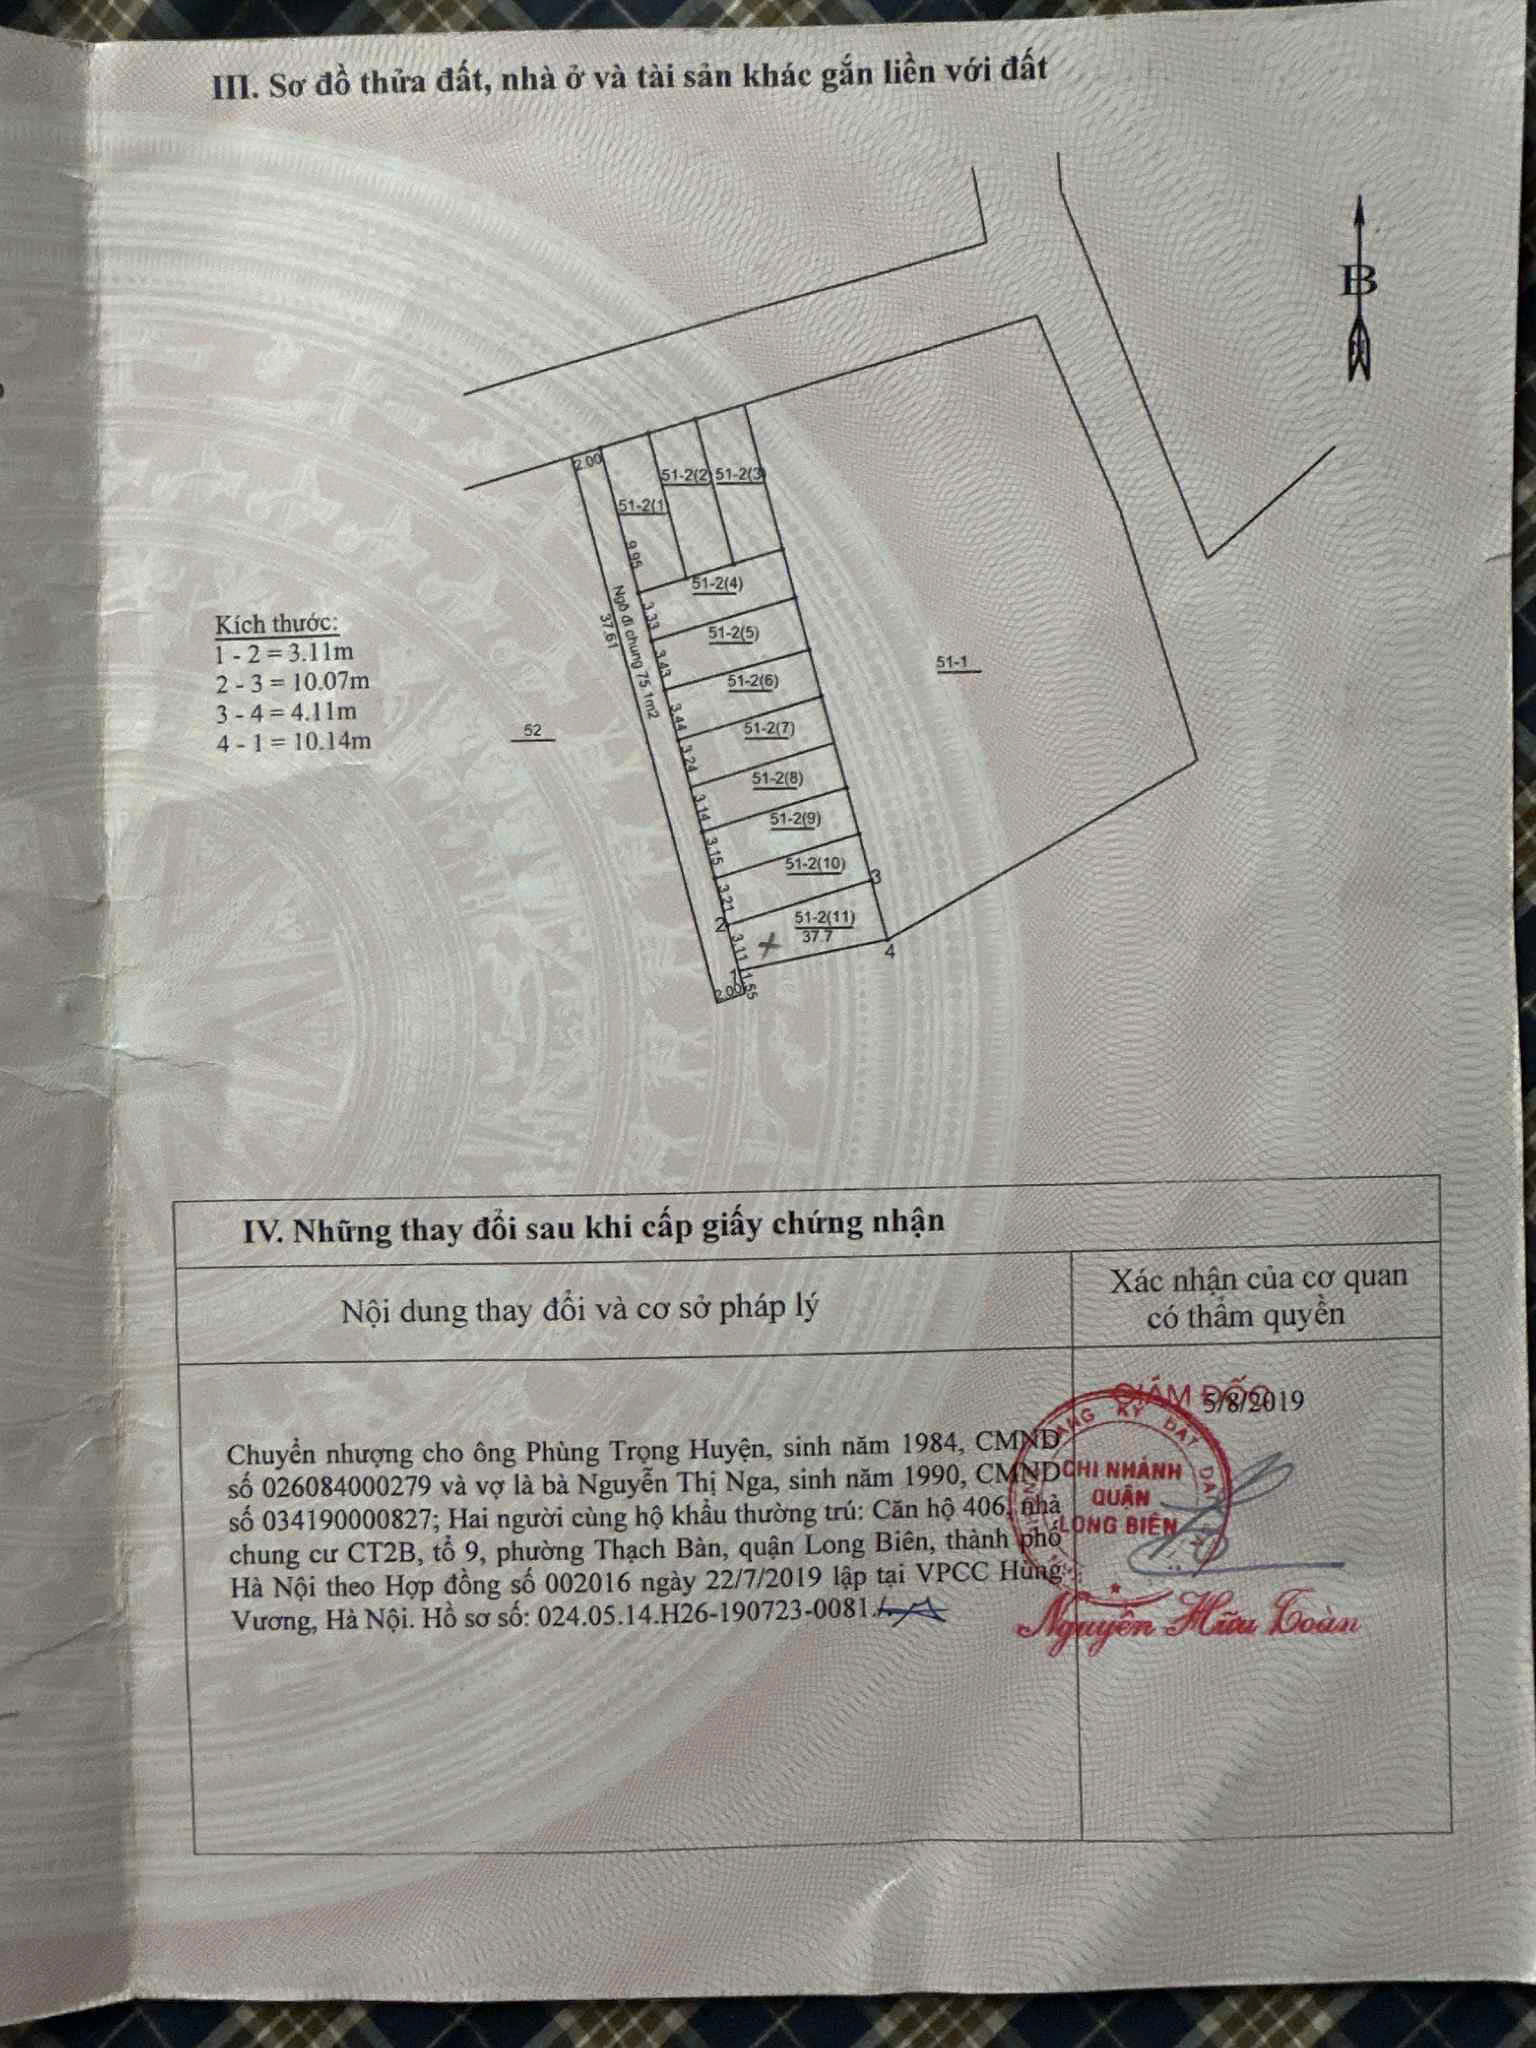 III. Sơ đồ thửa đất, nhà ở và tài sản khác gắn liền với đất
B
2.00
51-2(1
51-2(2)
51-2(3
9.95
51-2(4)
3.33
51-2(5)
3.43
51-2(6)
3.44
51-2(7)
3.24
51-2(8)
3.14
51-2(9)
3.15
51-2(10)
3.21
51-2(11)
37.7
3.11
1.55
2.00
1
2
3
4
Ngõ đi chung 75.1m2
37.61
52
51-1
Kích thước:
1 - 2 = 3.11m
2 - 3 = 10.07m
3 - 4 = 4.11m
4 - 1 = 10.14m
IV. Những thay đổi sau khi cấp giấy chứng nhận
Nội dung thay đổi và cơ sở pháp lý
Xác nhận của cơ quan
có thẩm quyền
Chuyển nhượng cho ông Phùng Trọng Huyện, sinh năm 1984, CMND
số 026084000279 và vợ là bà Nguyễn Thị Nga, sinh năm 1990, CMND
số 034190000827; Hai người cùng hộ khẩu thường trú: Căn hộ 406, nhà
chung cư CT2B, tổ 9, phường Thạch Bàn, quận Long Biên, thành phố
Hà Nội theo Hợp đồng số 002016 ngày 22/7/2019 lập tại VPCC Hùng
Vương, Hà Nội. Hồ sơ số: 024.05.14.H26-190723-0081./.
GIÁM ĐỐC
5/8/2019
KÝ ĐẤT
CHI NHÁNH
QUẬN
LONG BIÊN
Nguyễn Hữu Toàn